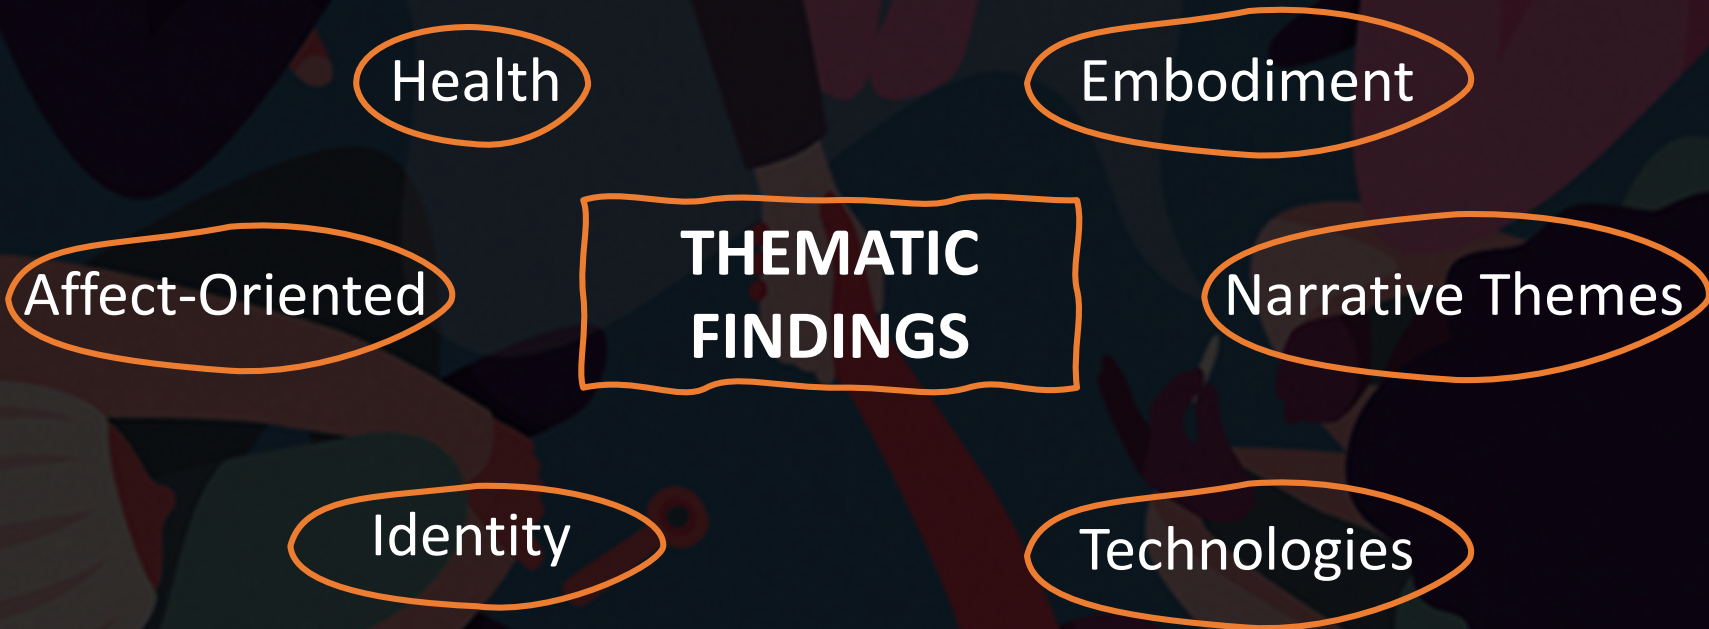 Health
Embodiment
THEMATIC
FINDINGS
Affect-Oriented
Narrative Themes
Identity
Technologies